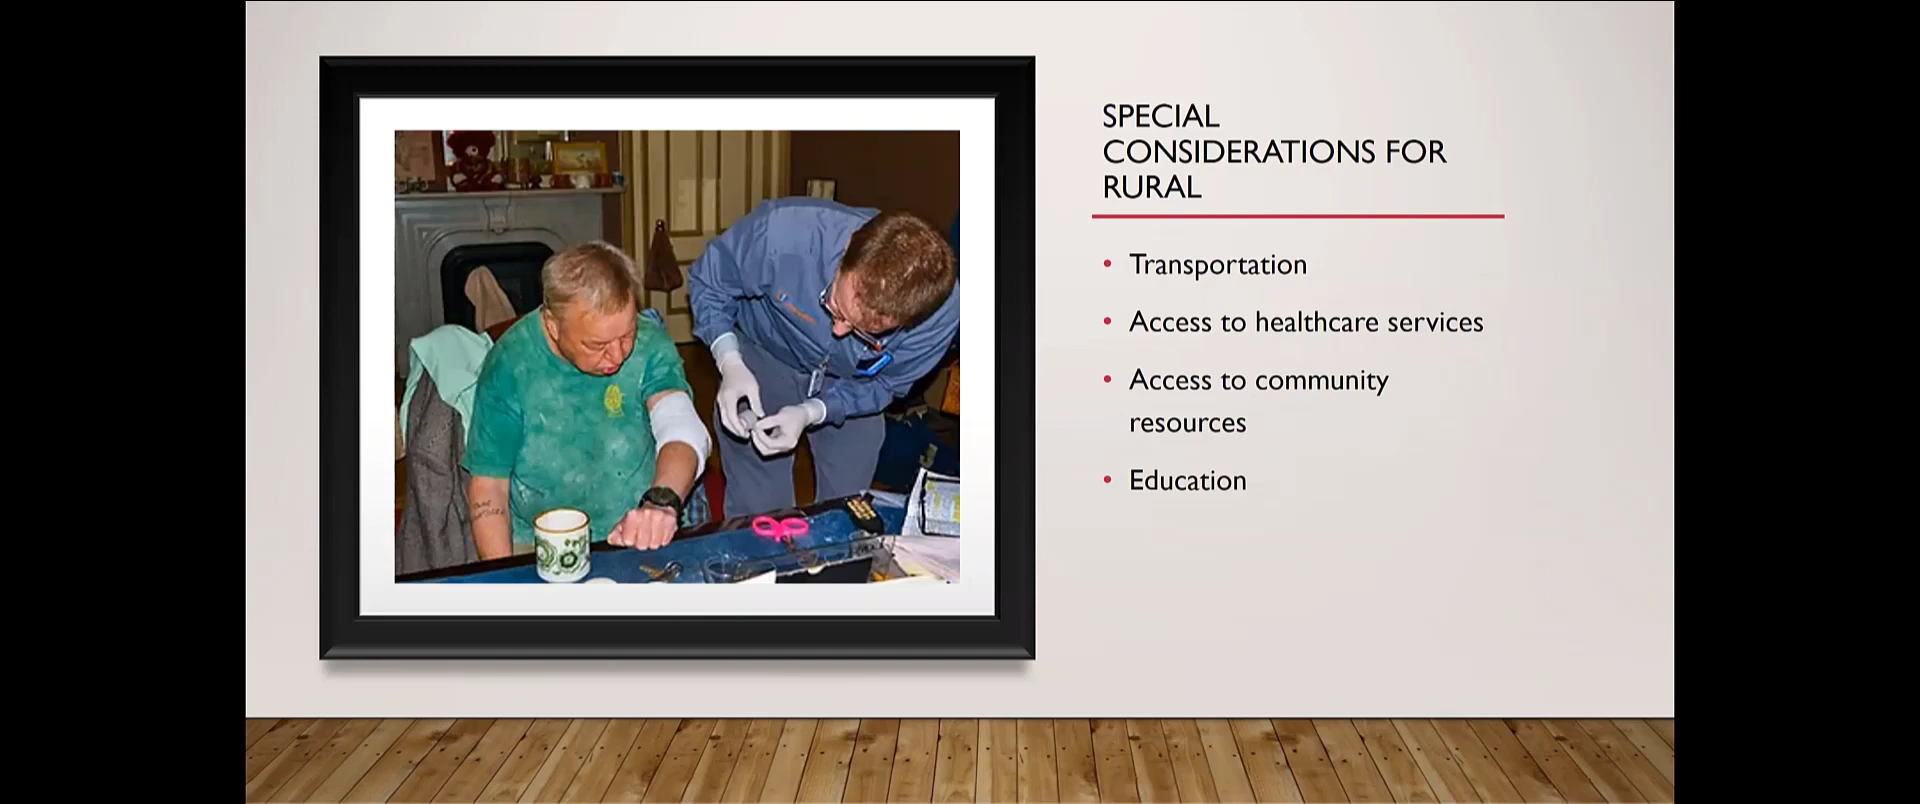 SPECIAL
CONSIDERATIONS FOR
RURAL
• Transportation
• Access to healthcare services
• Access to community
resources
• Education